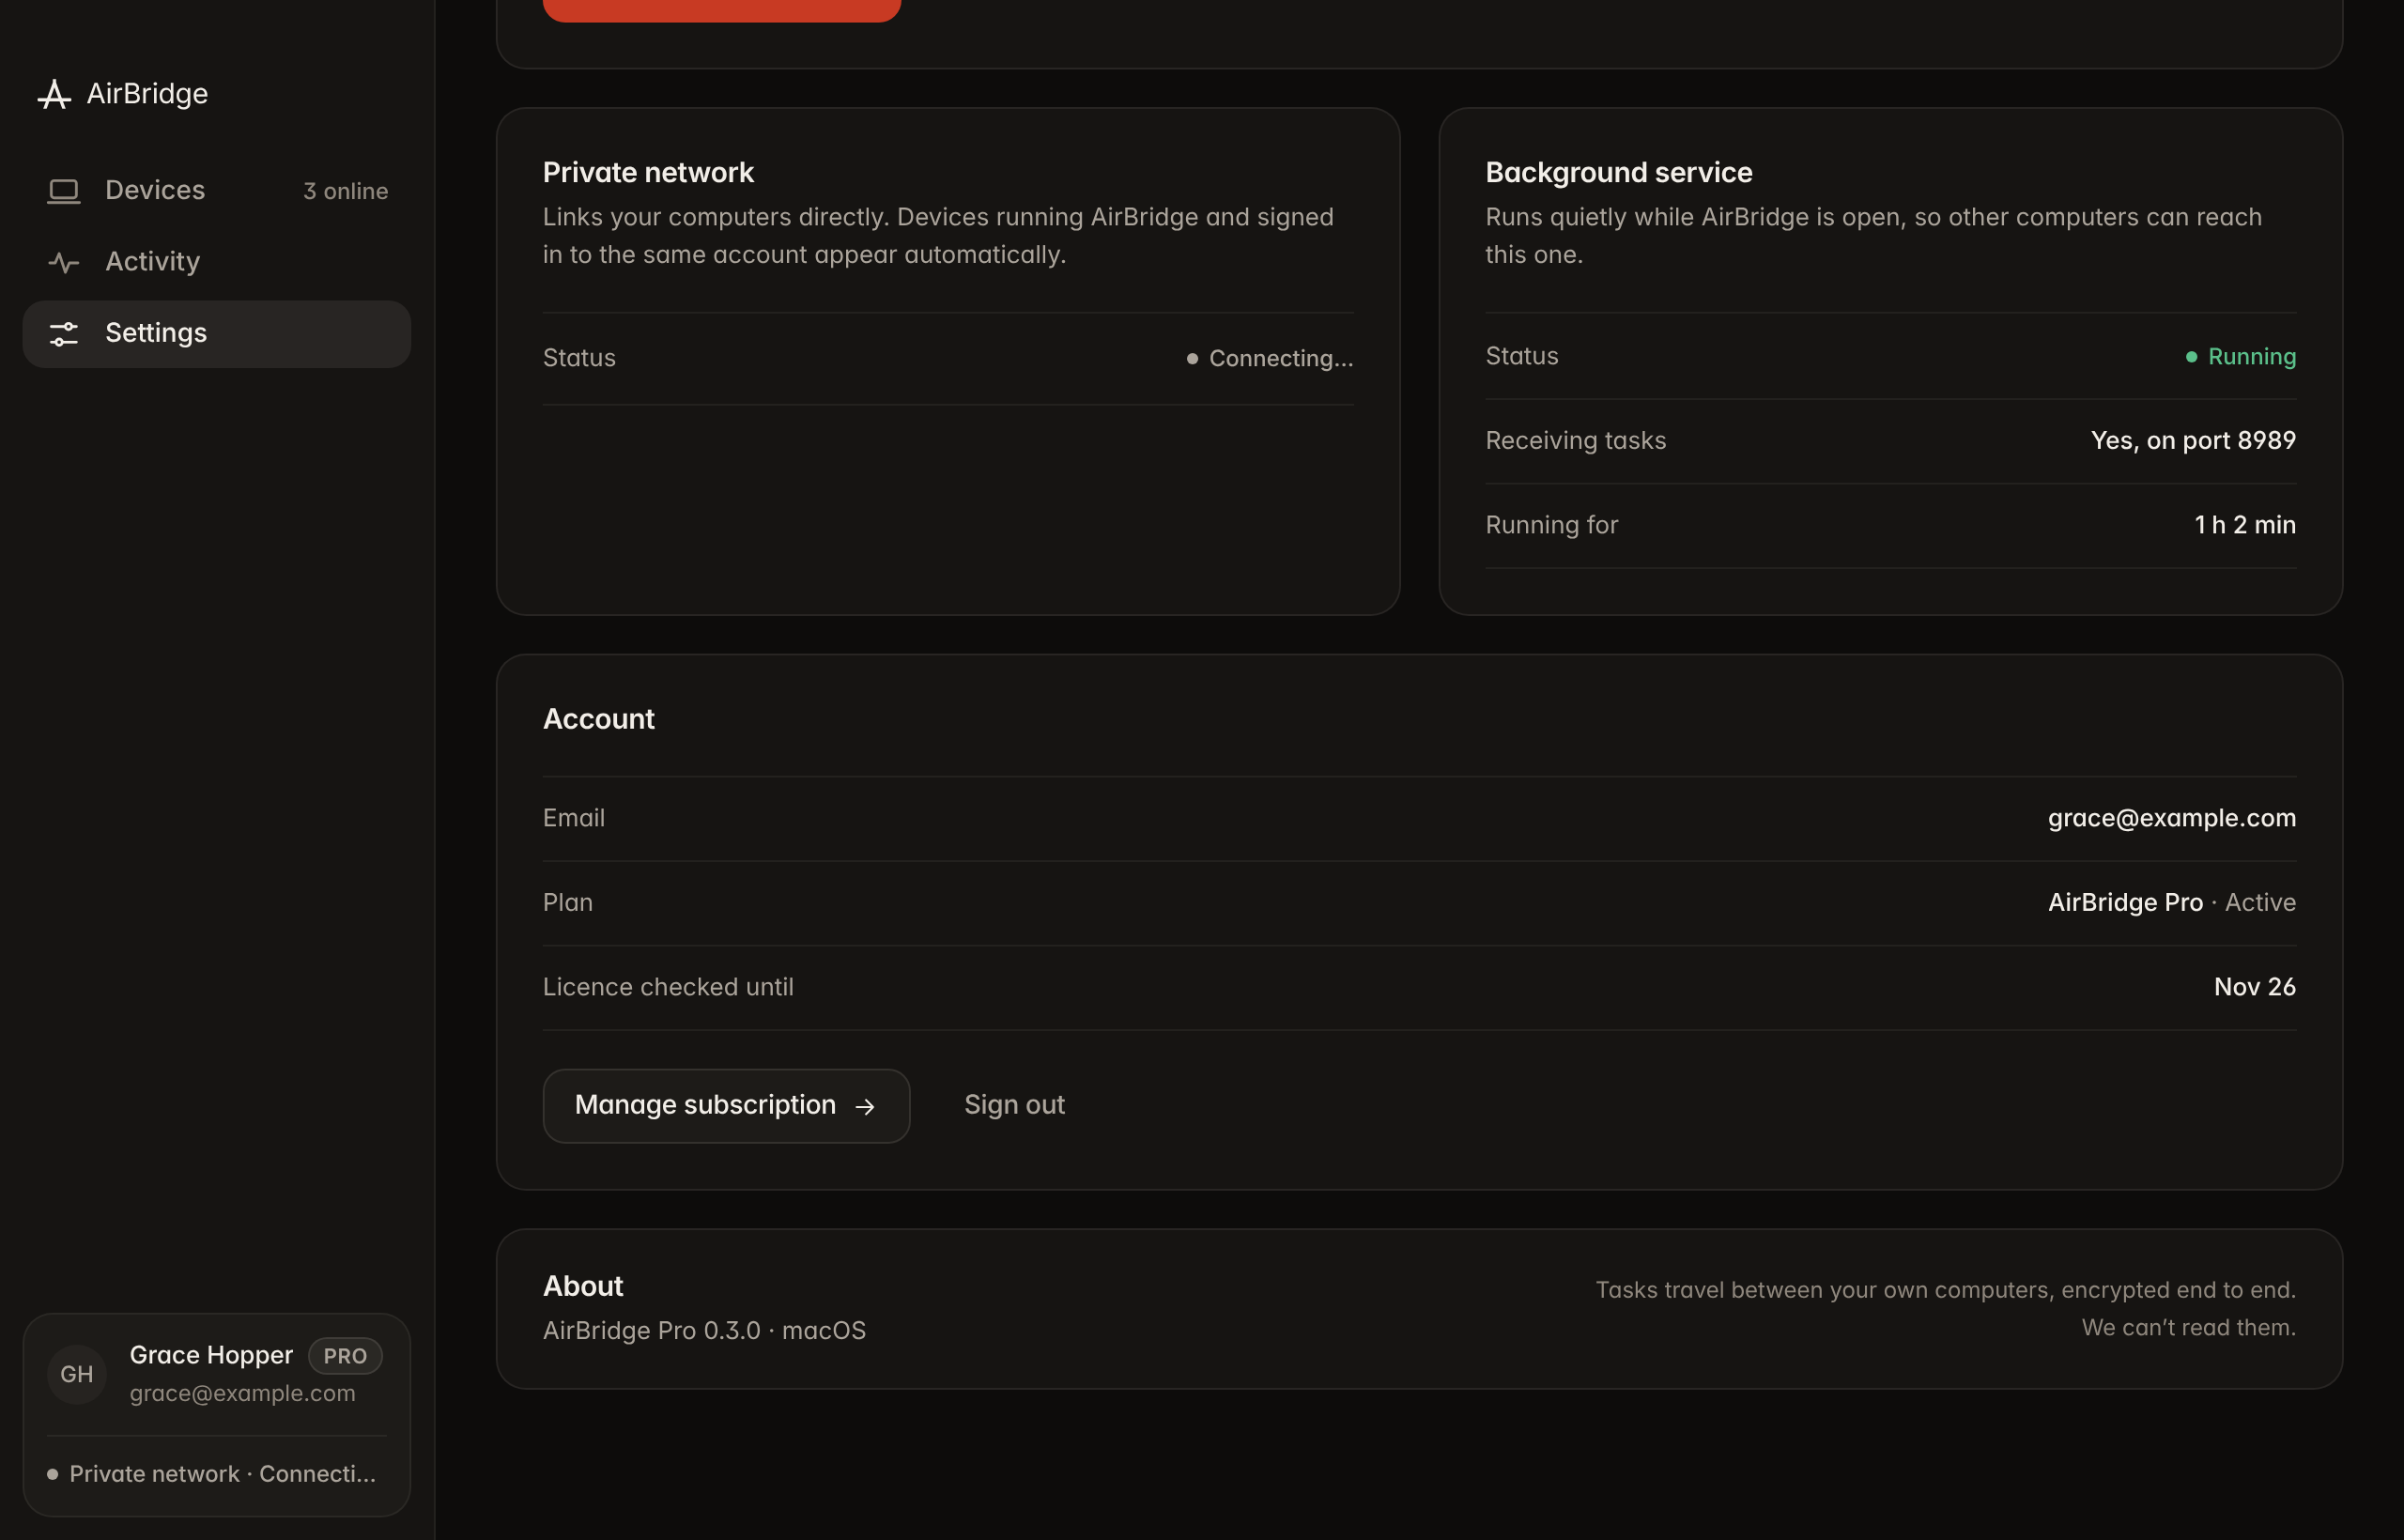 AirBridge
Devices 3 online
Activity
Settings
Private network
Links your computers directly. Devices running AirBridge and signed
in to the same account appear automatically.
Status Connecting...
Background service
Runs quietly while AirBridge is open, so other computers can reach
this one.
Status Running
Receiving tasks Yes, on port 8989
Running for 1 h 2 min
Account
Email grace@example.com
Plan AirBridge Pro · Active
Licence checked until Nov 26
Manage subscription →
Sign out
About
AirBridge Pro 0.3.0 · macOS
Tasks travel between your own computers, encrypted end to end.
We can’t read them.
GH
Grace Hopper PRO
grace@example.com
Private network · Connecti...